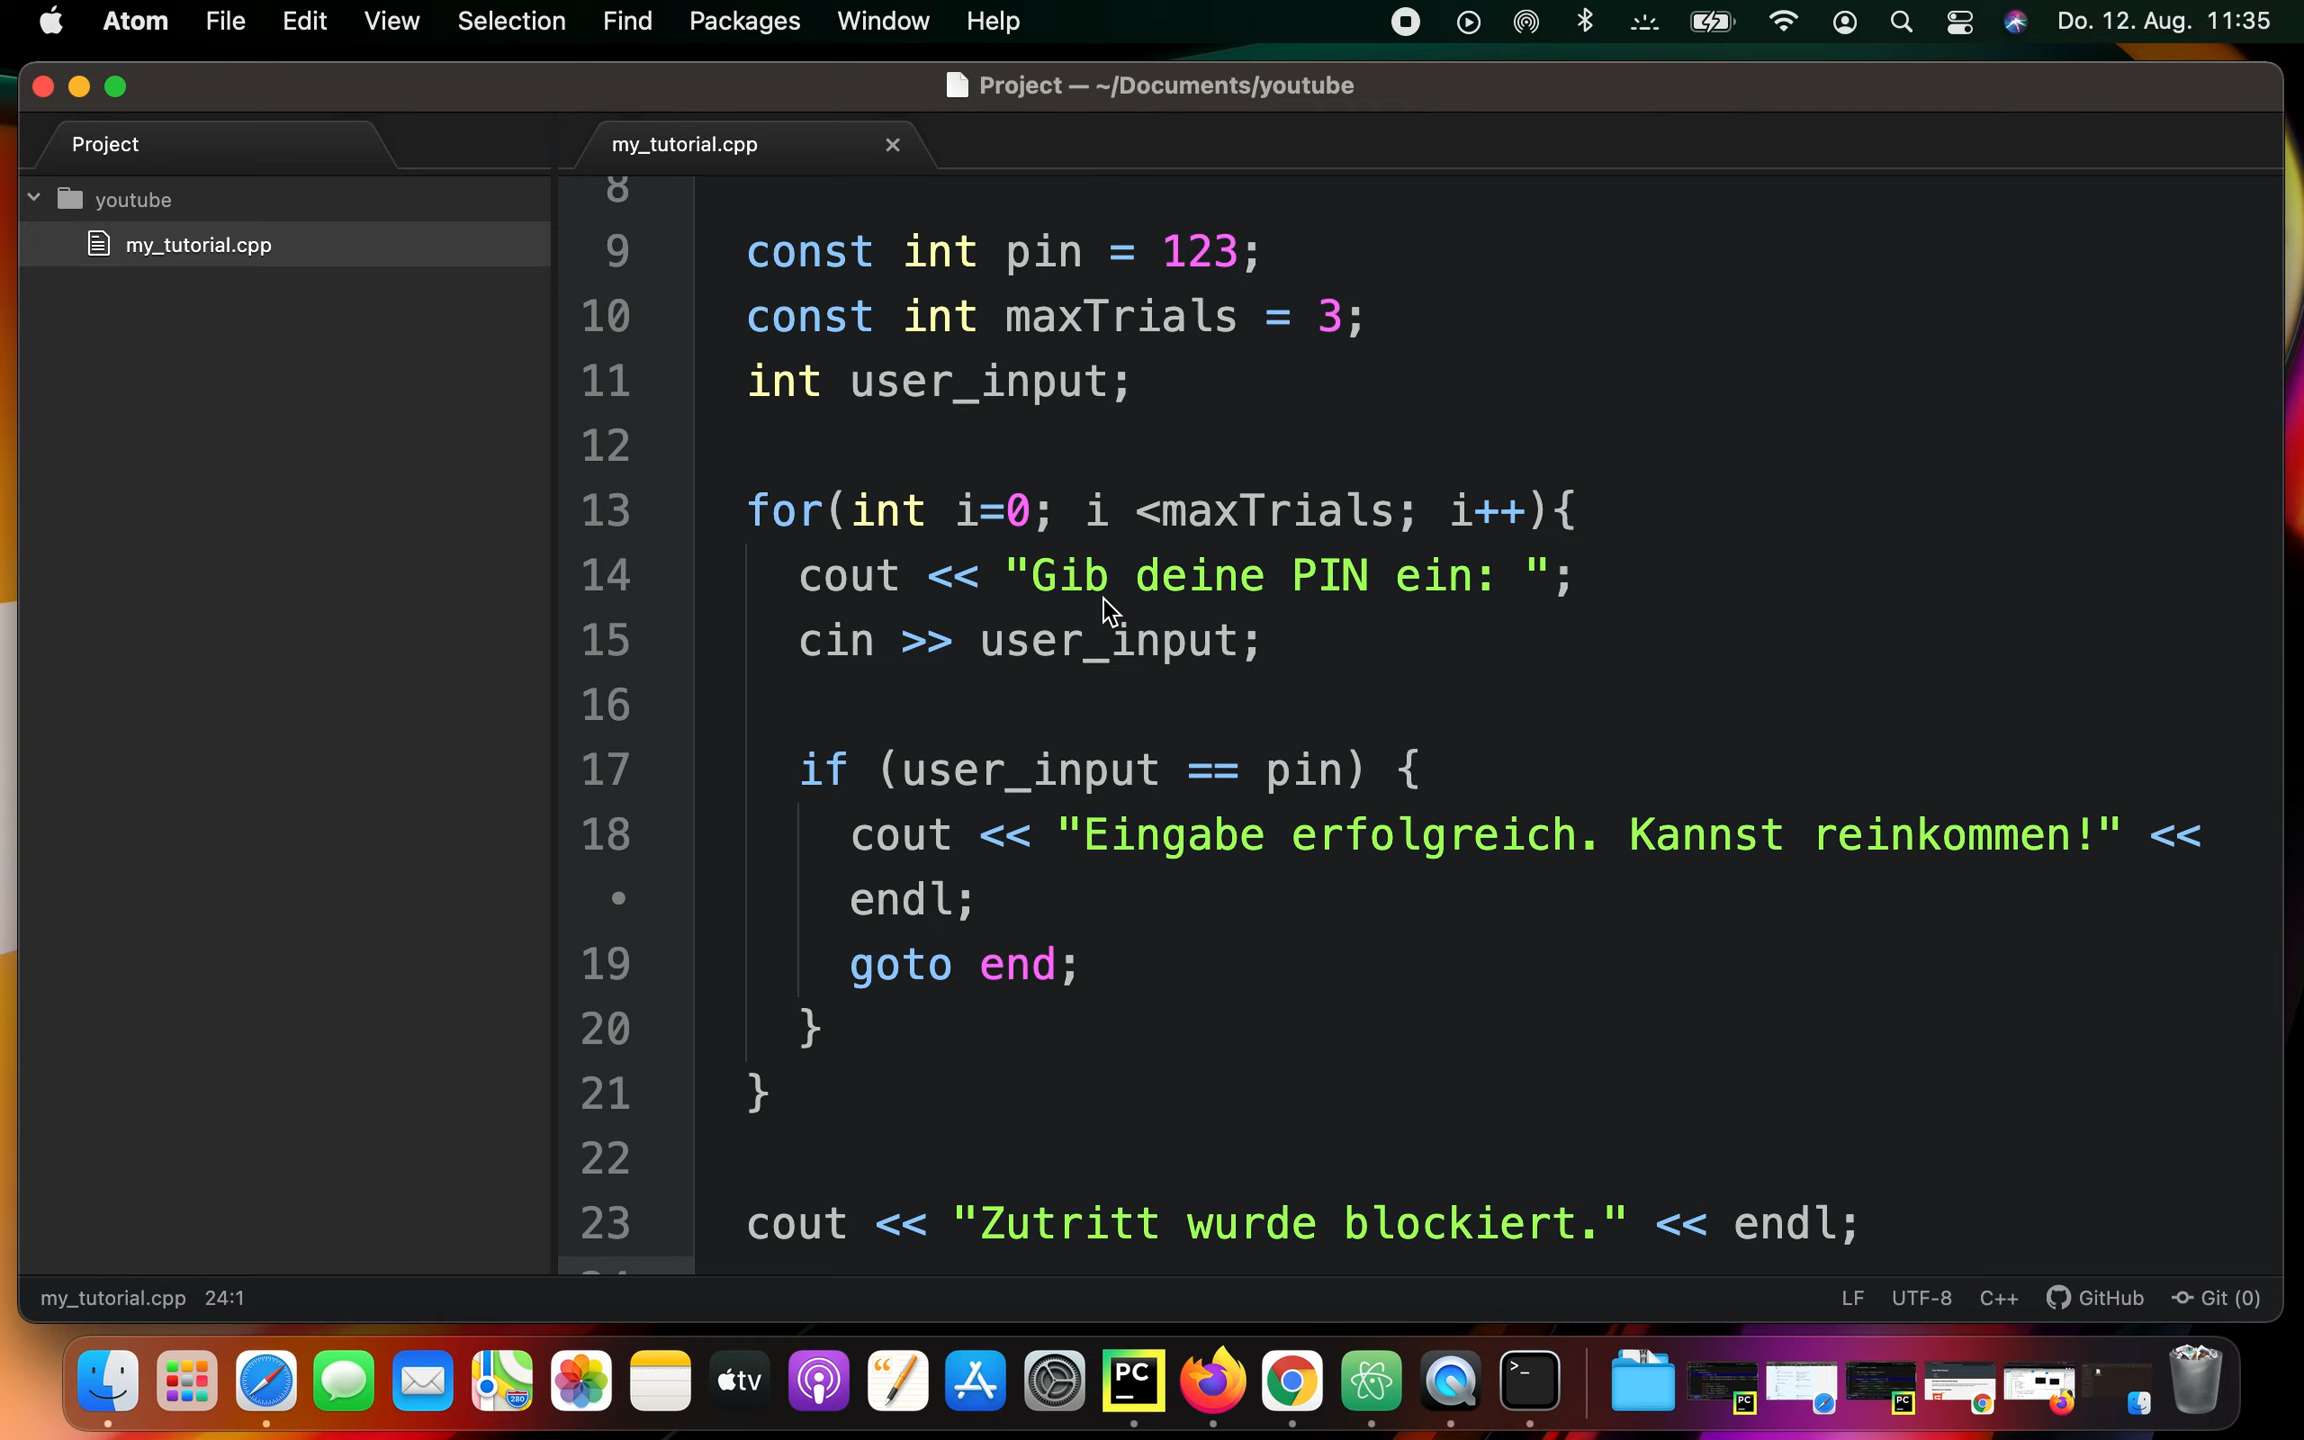 Atom File Edit View Selection Find Packages Window Help Do. 12. Aug. 11:35
Project — ~/Documents/youtube
Project
my_tutorial.cpp
youtube
my_tutorial.cpp
8
9 const int pin = 123;
10 const int maxTrials = 3;
11 int user_input;
12
13 for(int i=0; i <maxTrials; i++){
14 cout << "Gib deine PIN ein: ";
15 cin >> user_input;
16
17 if (user_input == pin) {
18 cout << "Eingabe erfolgreich. Kannst reinkommen!" <<
• endl;
19 goto end;
20 }
21 }
22
23 cout << "Zutritt wurde blockiert." << endl;
my_tutorial.cpp 24:1 LF UTF-8 C++ GitHub Git (0)
280
tv
PC
>_
PC
PC